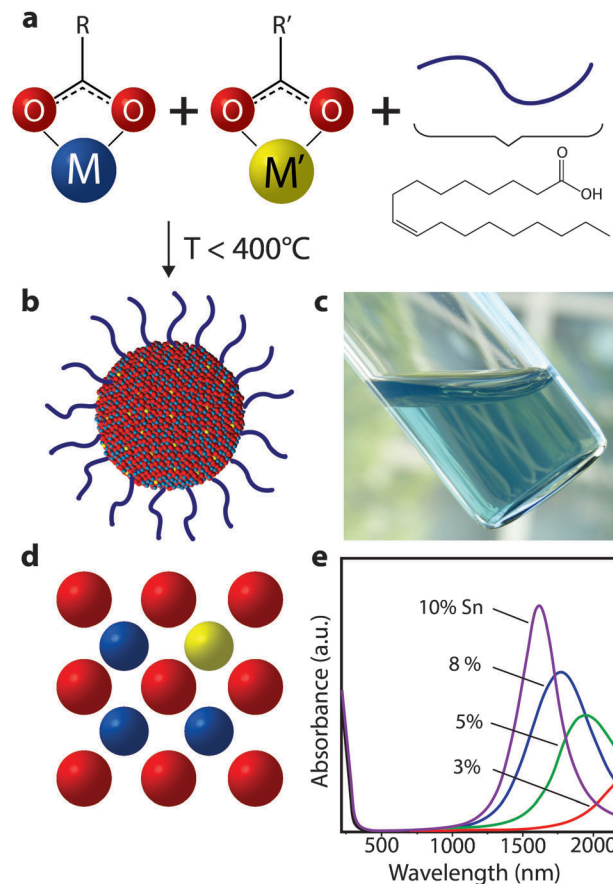 a
R
R′
O O + O O +
M
M′
O
OH
T < 400°C
b
c
d
e
10% Sn
8 %
5%
3%
Absorbance (a.u.)
500 1000 1500 2000
Wavelength (nm)